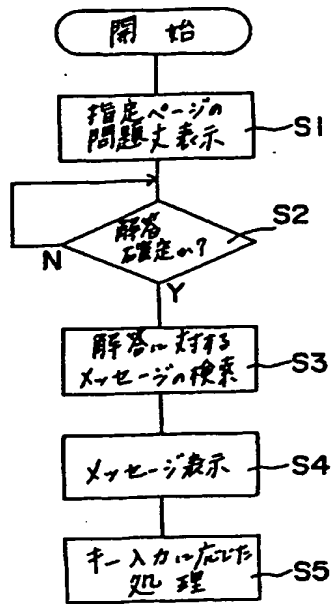 開始
指定ページの
問題文表示
S1
解答
確定か?
S2
N
Y
解答に対する
メッセージの検索
S3
メッセージ表示
S4
キー入力に応じた
処理
S5